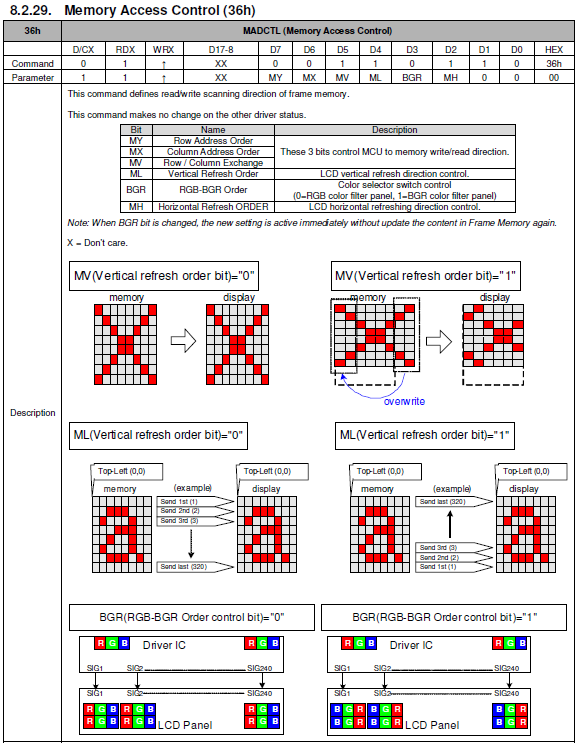 8.2.29. Memory Access Control (36h)
36h MADCTL (Memory Access Control)
D/CX RDX WRX D17-8 D7 D6 D5 D4 D3 D2 D1 D0 HEX
Command 0 1 ↑ XX 0 0 1 1 0 1 1 0 36h
Parameter 1 1 ↑ XX MY MX MV ML BGR MH 0 0 00
Description
This command defines read/write scanning direction of frame memory.
This command makes no change on the other driver status.
Bit Name Description
MY Row Address Order
MX Column Address Order These 3 bits control MCU to memory write/read direction.
MV Row / Column Exchange
ML Vertical Refresh Order LCD vertical refresh direction control.
BGR RGB-BGR Order Color selector switch control
(0=RGB color filter panel, 1=BGR color filter panel)
MH Horizontal Refresh ORDER LCD horizontal refreshing direction control.
Note: When BGR bit is changed, the new setting is active immediately without update the content in Frame Memory again.
X = Don't care.
MV(Vertical refresh order bit)="0"
memory display
MV(Vertical refresh order bit)="1"
memory display
overwrite
ML(Vertical refresh order bit)="0"
Top-Left (0,0) Top-Left (0,0)
memory (example) display
Send 1st (1)
Send 2nd (2)
Send 3rd (3)
Send last (320)
ML(Vertical refresh order bit)="1"
Top-Left (0,0) Top-Left (0,0)
memory (example) display
Send last (320)
Send 3rd (3)
Send 2nd (2)
Send 1st (1)
BGR(RGB-BGR Order control bit)="0"
R G B Driver IC R G B
SIG1 SIG2 SIG240
SIG1 SIG2 SIG240
R G B R G B R G B
R G B R G B LCD Panel R G B
BGR(RGB-BGR Order control bit)="1"
R G B R G B Driver IC R G B
SIG1 SIG2 SIG240
SIG1 SIG2 SIG240
B G R B G R B G R
B G R B G R LCD Panel B G R